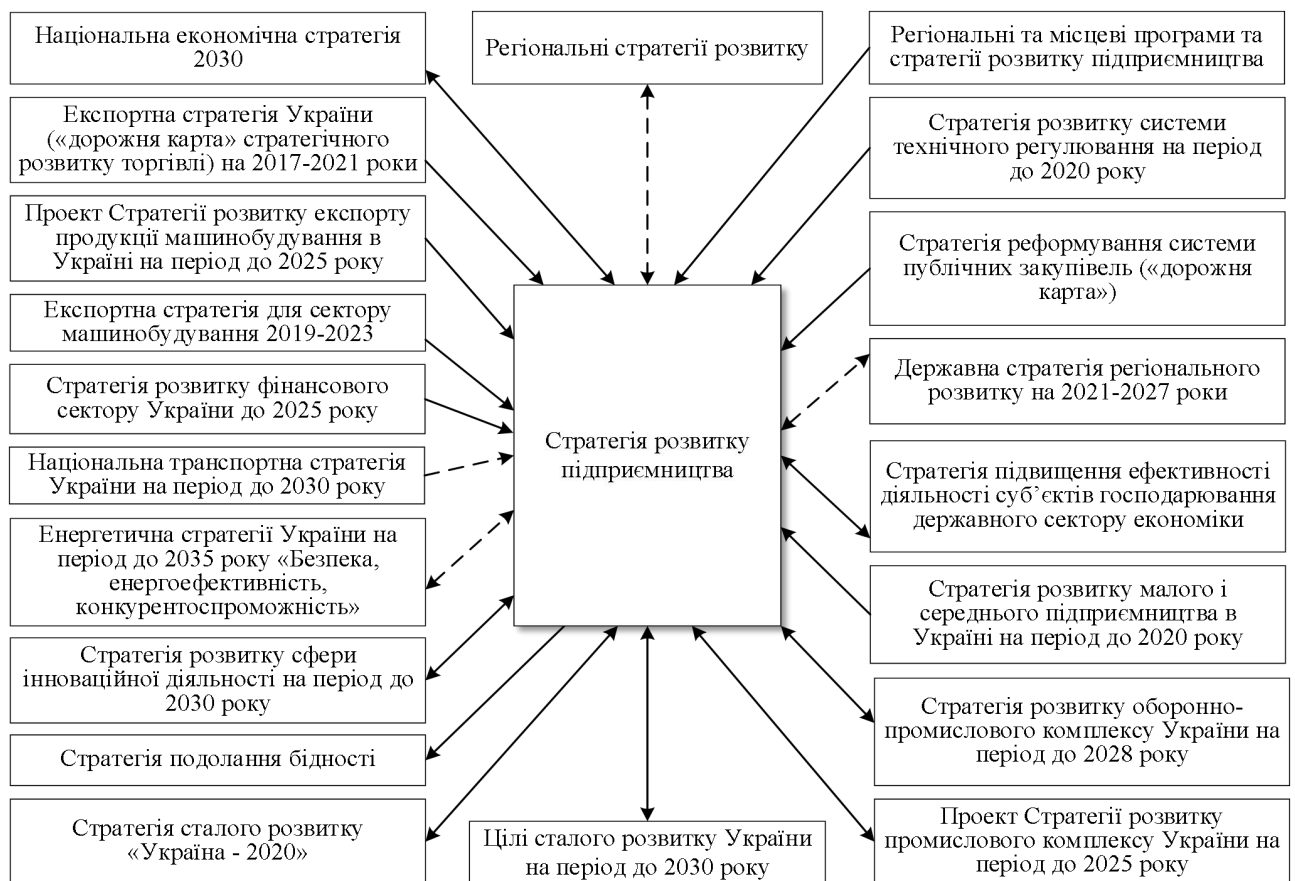 Національна економічна стратегія
2030
Експортна стратегія України
(«дорожня карта» стратегічного
розвитку торгівлі) на 2017-2021 роки
Проект Стратегії розвитку експорту
продукції машинобудування в
Україні на період до 2025 року
Експортна стратегія для сектору
машинобудування 2019-2023
Стратегія розвитку фінансового
сектору України до 2025 року
Національна транспортна стратегія
України на період до 2030 року
Енергетична стратегії України на
період до 2035 року «Безпека,
енергоефективність,
конкурентоспроможність»
Стратегія розвитку сфери
інноваційної діяльності на період до
2030 року
Стратегія подолання бідності
Стратегія сталого розвитку
«Україна - 2020»
Регіональні стратегії розвитку
Стратегія розвитку
підприємництва
Цілі сталого розвитку України
на період до 2030 року
Регіональні та місцеві програми та
стратегії розвитку підприємництва
Стратегія розвитку системи
технічного регулювання на період
до 2020 року
Стратегія реформування системи
публічних закупівель («дорожня
карта»)
Державна стратегія регіонального
розвитку на 2021-2027 роки
Стратегія підвищення ефективності
діяльності суб’єктів господарювання
державного сектору економіки
Стратегія розвитку малого і
середнього підприємництва в
Україні на період до 2020 року
Стратегія розвитку оборонно-
промислового комплексу України на
період до 2028 року
Проект Стратегії розвитку
промислового комплексу України на
період до 2025 року